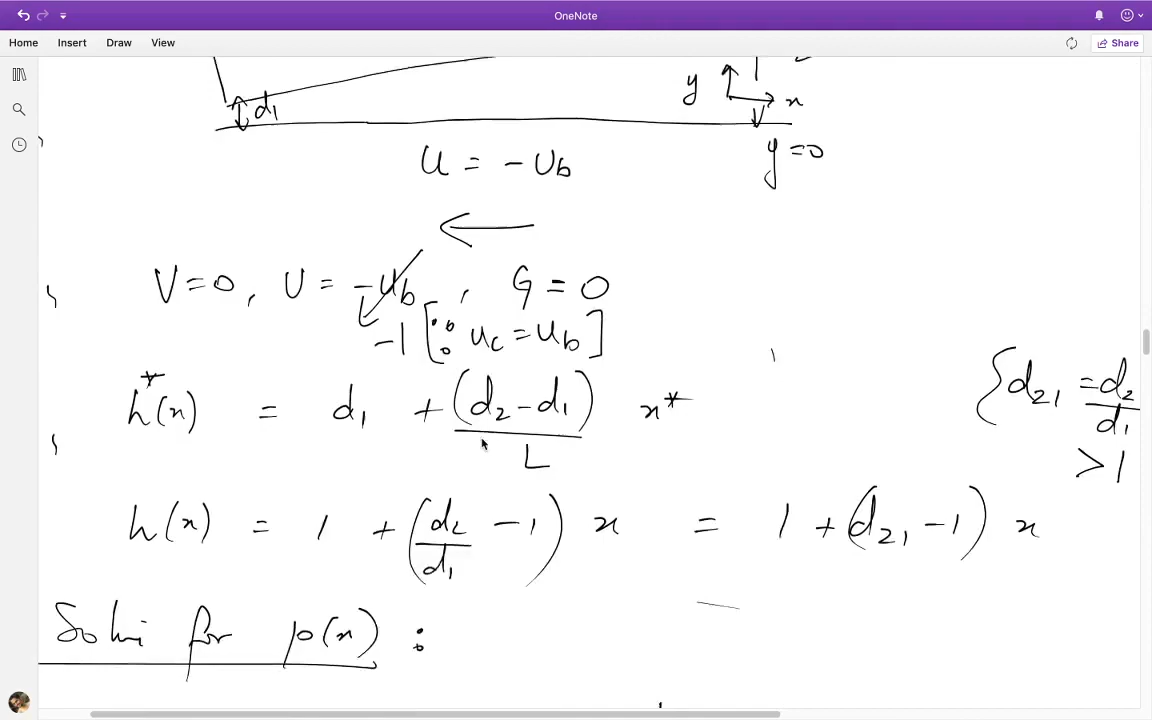 OneNote
Home Insert Draw View Share
d1
y x
y=0
U = -Ub
V=0, U = -Ub, G = 0
-1 [∵ uc = ub]
h*(x) = d1 + (d2-d1)/L x*
{d21 = d2/d1
>1
h(x) = 1 + (d2/d1 -1) x = 1 + (d21 -1) x
for p(x) :